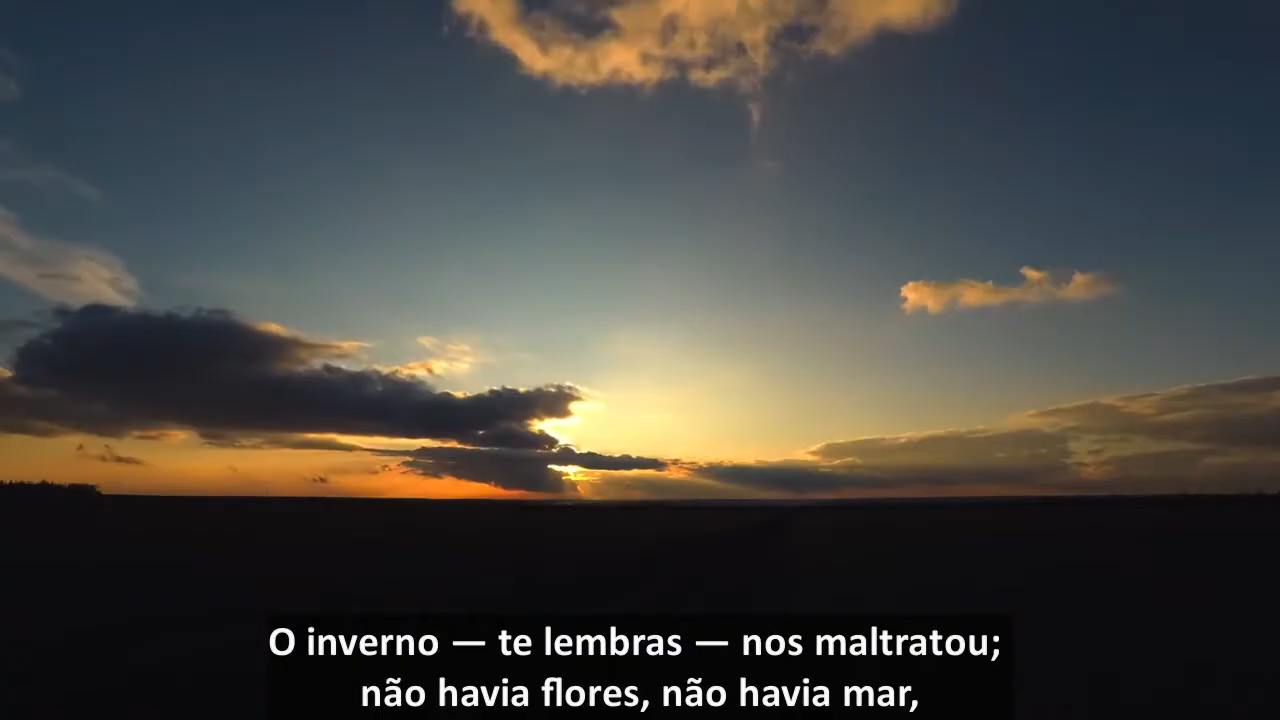 O inverno — te lembras — nos maltratou;
não havia flores, não havia mar,